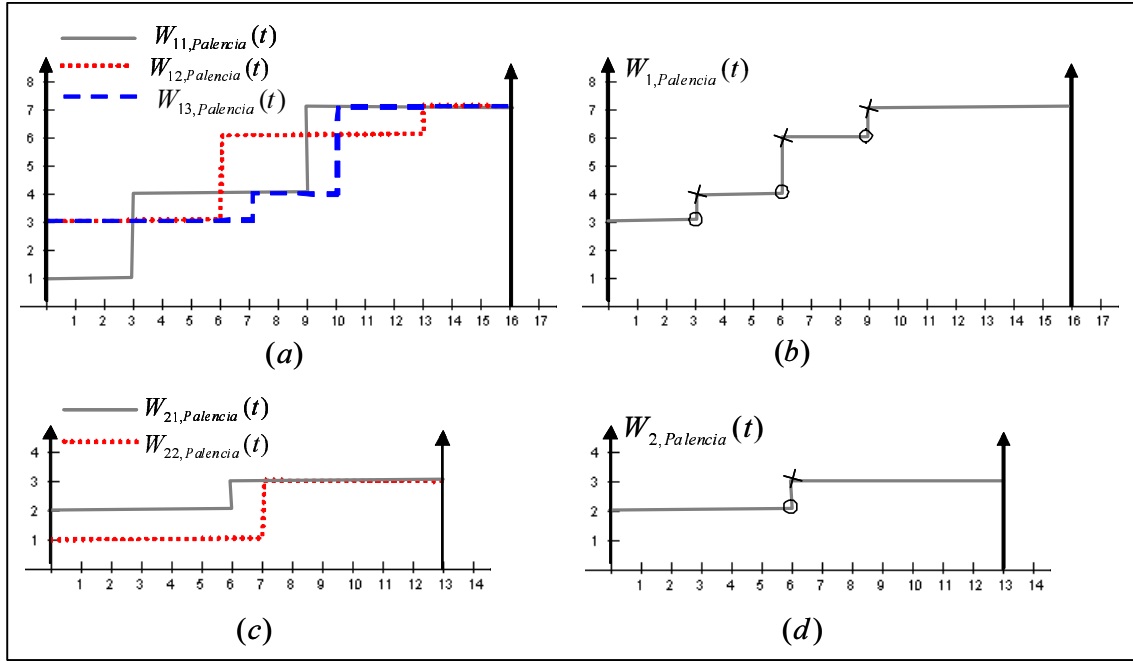 W11,Palencia (t)
W12,Palencia (t)
W13,Palencia (t)
8
7
6
5
4
3
2
1
1 2 3 4 5 6 7 8 9 10 11 12 13 14 15 16 17
(a)
W1,Palencia (t)
8
7
6
5
4
3
2
1
1 2 3 4 5 6 7 8 9 10 11 12 13 14 15 16 17
(b)
W21,Palencia (t)
W22,Palencia (t)
4
3
2
1
1 2 3 4 5 6 7 8 9 10 11 12 13 14
(c)
W2,Palencia (t)
4
3
2
1
1 2 3 4 5 6 7 8 9 10 11 12 13 14
(d)